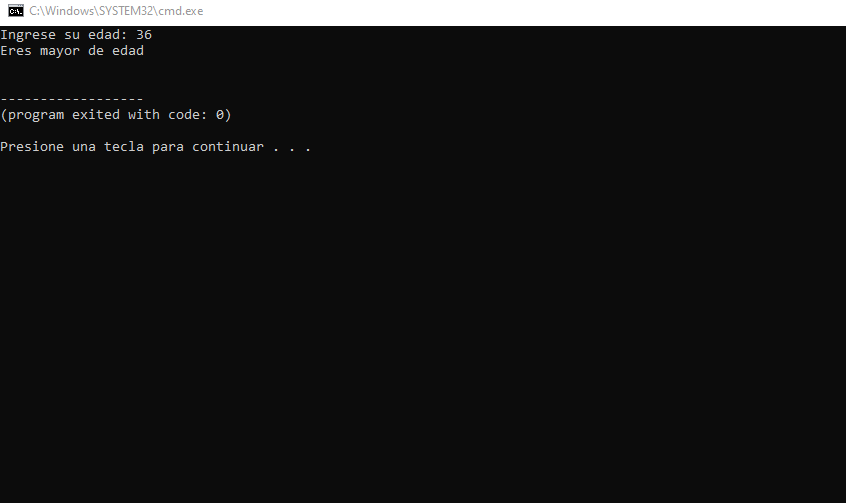 C:\Windows\SYSTEM32\cmd.exe
Ingrese su edad: 36
Eres mayor de edad
------------------
(program exited with code: 0)
Presione una tecla para continuar . . .